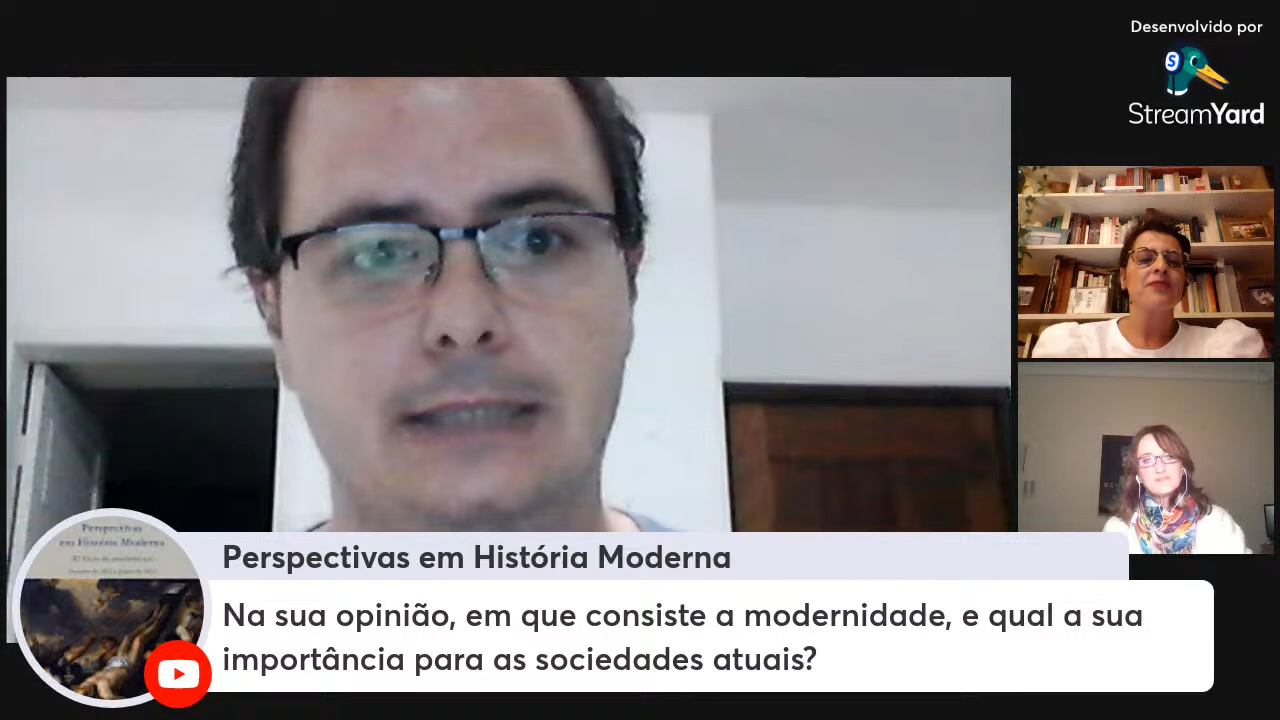 Desenvolvido por
StreamYard
Perspectivas
em História Moderna
Perspectivas em História Moderna
Na sua opinião, em que consiste a modernidade, e qual a sua
importância para as sociedades atuais?